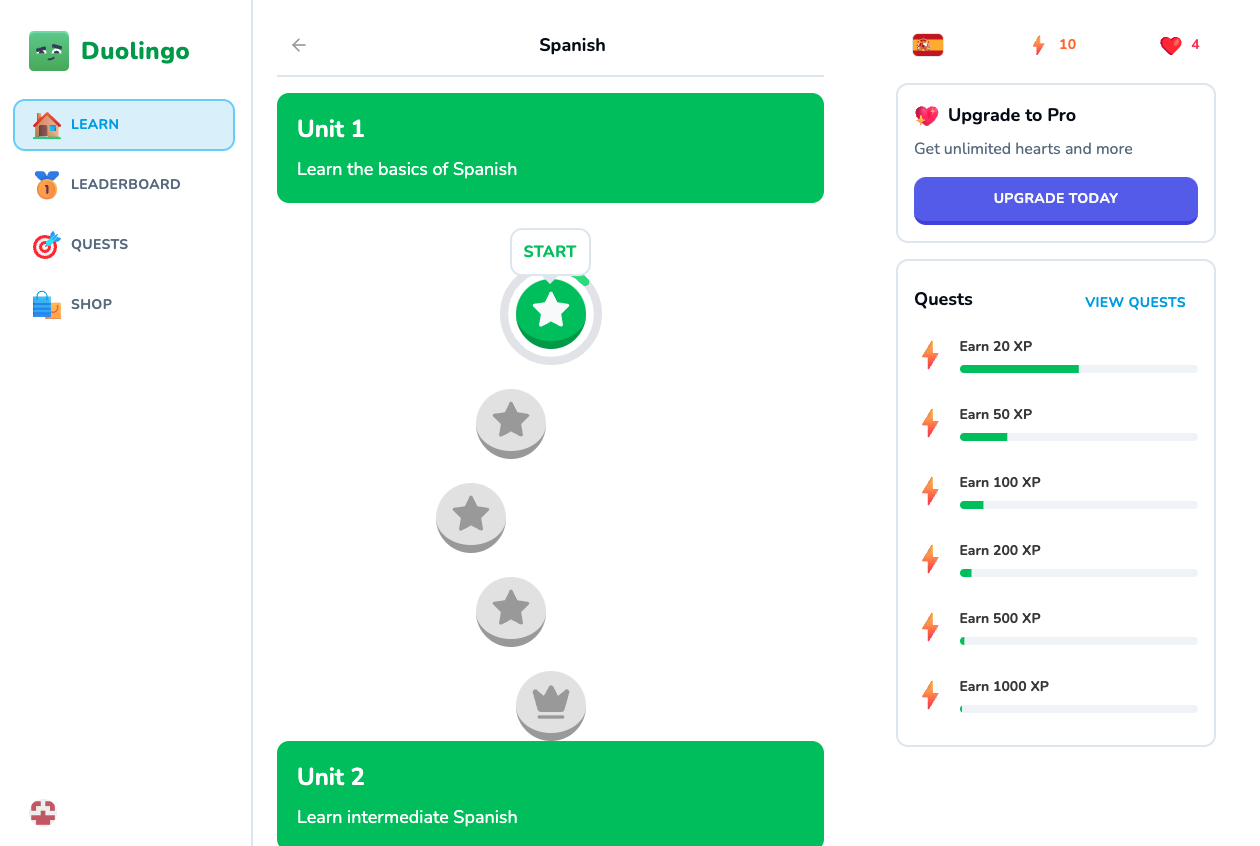 Duolingo
LEARN
LEADERBOARD
1
QUESTS
SHOP
Spanish
Unit 1
Learn the basics of Spanish
START
Unit 2
Learn intermediate Spanish
10
4
Upgrade to Pro
Get unlimited hearts and more
UPGRADE TODAY
Quests
VIEW QUESTS
Earn 20 XP
Earn 50 XP
Earn 100 XP
Earn 200 XP
Earn 500 XP
Earn 1000 XP